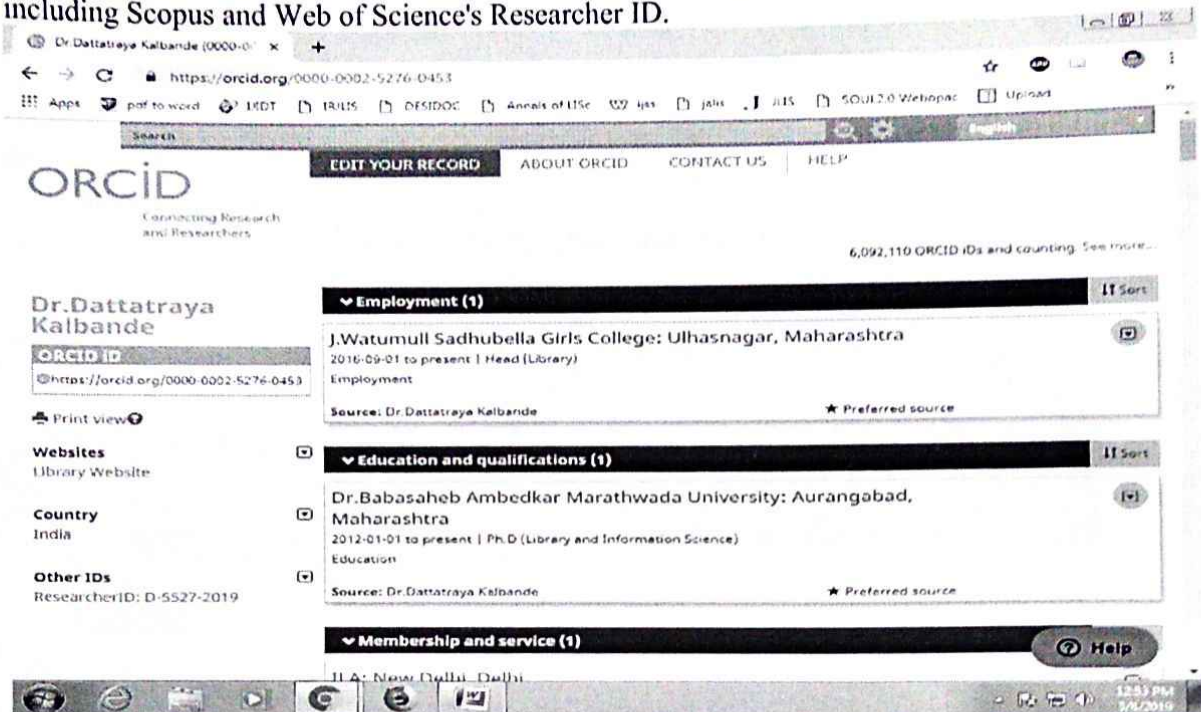 including Scopus and Web of Science's Researcher ID.
Dr.Dattatraya Kalbande (0000-0
https://orcid.org/0000-0002-5276-0453
Apps pdf to word DESIDOC Annals of LISc ijas jalis SOUL2.0 Webopac Upload
Search English
EDIT YOUR RECORD ABOUT ORCID CONTACT US HELP
ORCID
Connecting Research
and Researchers
6,092,110 ORCID iDs and counting. See more...
Dr.Dattatraya
Kalbande
ORCID ID
https://orcid.org/0000-0002-5276-0453
Print view
Websites
Library Website
Country
India
Other IDs
ResearcherID: D-5527-2019
Employment (1)
Sort
J.Watumull Sadhubella Girls College: Ulhasnagar, Maharashtra
2016-09-01 to present | Head (Library)
Employment
Source: Dr.Dattatraya Kalbande ★ Preferred source
Education and qualifications (1)
Sort
Dr.Babasaheb Ambedkar Marathwada University: Aurangabad,
Maharashtra
2012-01-01 to present | Ph.D (Library and Information Science)
Education
Source: Dr.Dattatraya Kalbande ★ Preferred source
Membership and service (1)
Help
ILA: New Delhi, Delhi
12:53 PM
5/6/2019